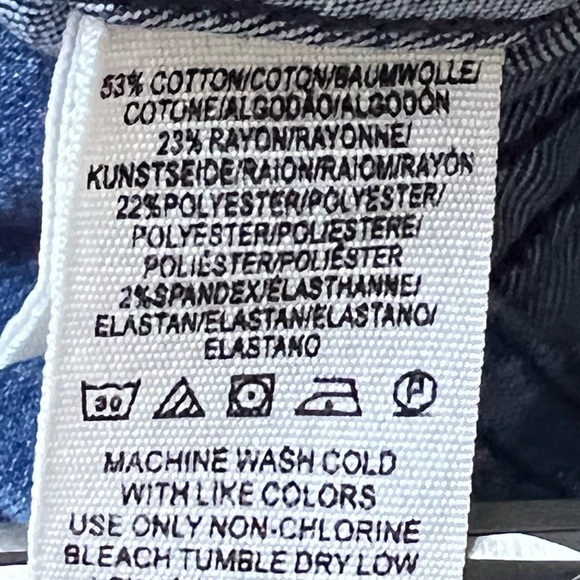 53% COTTON/COTON/BAUMWOLLE/
COTONE/ALGODÃO/ALGODÓN
23% RAYON/RAYONNE/
KUNSTSEIDE/RAION/RAIOM/RAYÓN
22%POLYESTER/POLYESTER/
POLYESTER/POLIESTERE/
POLIÉSTER/POLIÉSTER
2%SPANDEX/ÉLASTHANNE/
ELASTAN/ELASTAN/ELASTANO/
ELASTANO
30 P
MACHINE WASH COLD
WITH LIKE COLORS
USE ONLY NON-CHLORINE
BLEACH TUMBLE DRY LOW